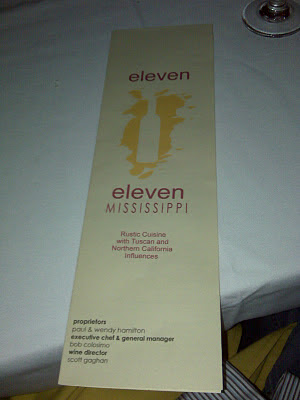 eleven
eleven
MISSISSIPPI
Rustic Cuisine
with Tuscan and
Northern California
Influences
proprietors
paul & wendy hamilton
executive chef & general manager
bob colosimo
wine director
scott gaghan